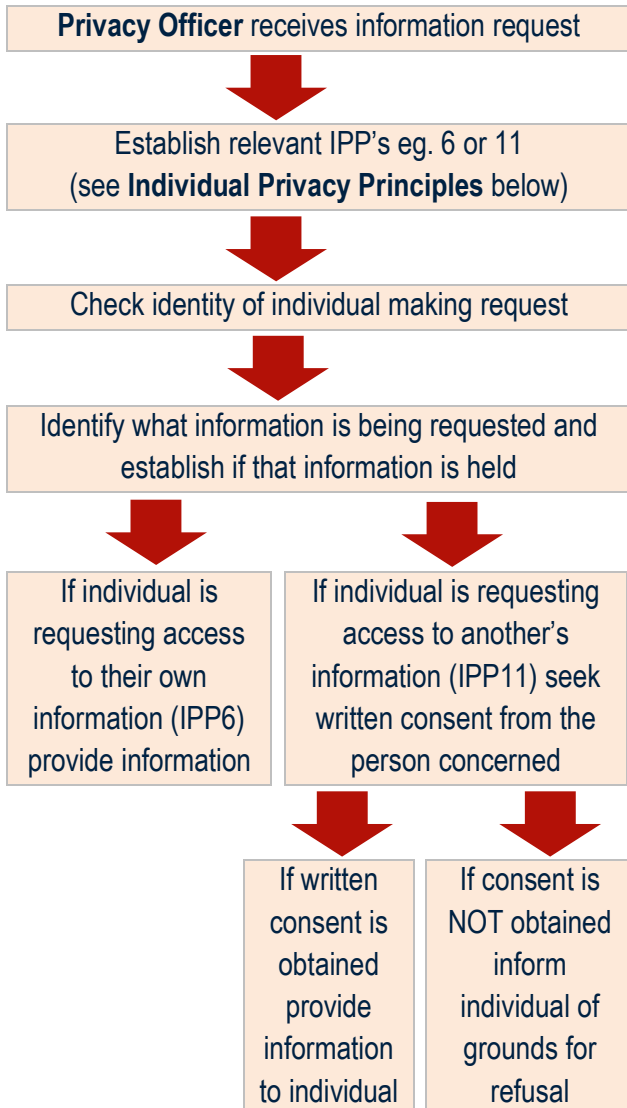 Privacy Officer receives information request
Establish relevant IPP's eg. 6 or 11
(see Individual Privacy Principles below)
Check identity of individual making request
Identify what information is being requested and
establish if that information is held
If individual is
requesting access
to their own
information (IPP6)
provide information
If individual is requesting
access to another's
information (IPP11) seek
written consent from the
person concerned
If written
consent is
obtained
provide
information
to individual
If consent is
NOT obtained
inform
individual of
grounds for
refusal